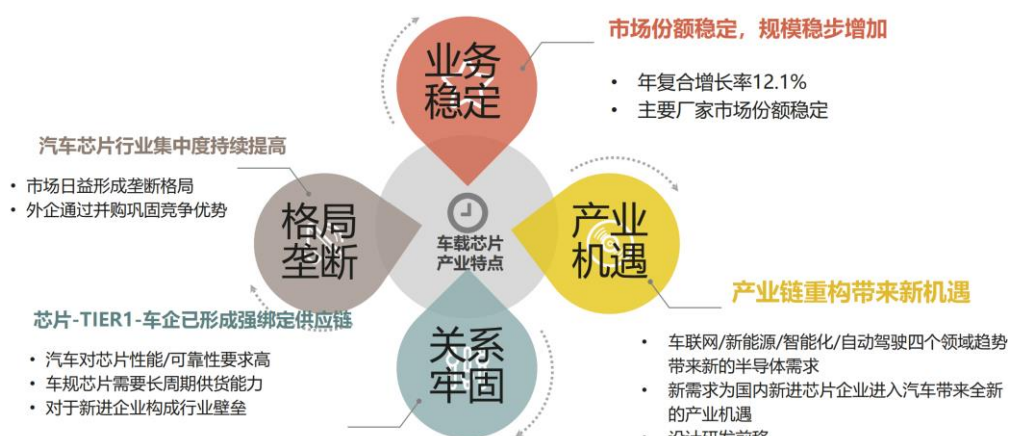 业务
稳定
市场份额稳定，规模稳步增加
• 年复合增长率12.1%
• 主要厂家市场份额稳定
汽车芯片行业集中度持续提高
• 市场日益形成垄断格局
• 外企通过并购巩固竞争优势
格局
垄断
车载芯片
产业特点
产业
机遇
产业链重构带来新机遇
• 车联网/新能源/智能化/自动驾驶四个领域趋势
带来新的半导体需求
• 新需求为国内新进芯片企业进入汽车带来全新
的产业机遇
• 设计研发前移
芯片-TIER1-车企已形成强绑定供应链
• 汽车对芯片性能/可靠性要求高
• 车规芯片需要长周期供货能力
• 对于新进企业构成行业壁垒
关系
牢固